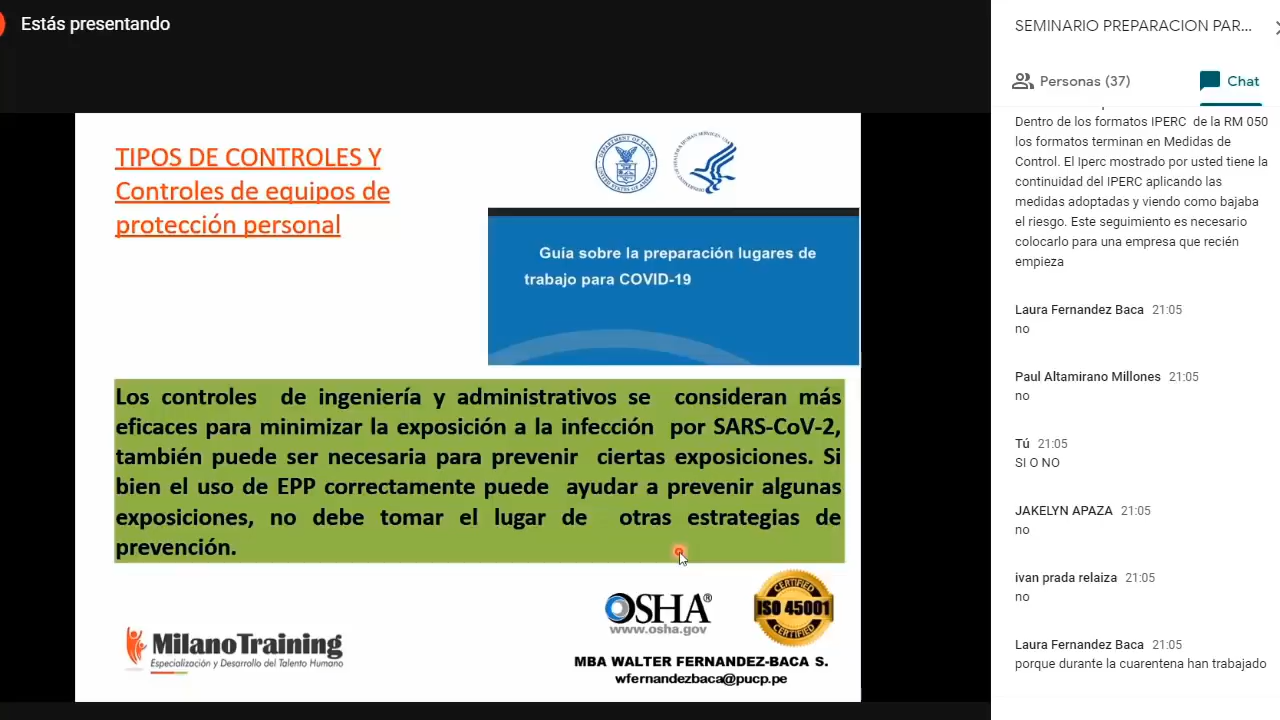 Estás presentando
TIPOS DE CONTROLES Y
Controles de equipos de
protección personal
Guía sobre la preparación lugares de
trabajo para COVID-19
Los controles de ingeniería y administrativos se consideran más
eficaces para minimizar la exposición a la infección por SARS-CoV-2,
también puede ser necesaria para prevenir ciertas exposiciones. Si
bien el uso de EPP correctamente puede ayudar a prevenir algunas
exposiciones, no debe tomar el lugar de otras estrategias de
prevención.
MilanoTraining
Especialización y Desarrollo del Talento Humano
OSHA®
www.osha.gov
CERTIFIED
ISO 45001
CERTIFIED
MBA WALTER FERNANDEZ-BACA S.
wfernandezbaca@pucp.pe
SEMINARIO PREPARACION PAR...
Personas (37)
Chat
Dentro de los formatos IPERC de la RM 050
los formatos terminan en Medidas de
Control. El Iperc mostrado por usted tiene la
continuidad del IPERC aplicando las
medidas adoptadas y viendo como bajaba
el riesgo. Este seguimiento es necesario
colocarlo para una empresa que recién
empieza
Laura Fernandez Baca 21:05
no
Paul Altamirano Millones 21:05
no
Tú 21:05
SI O NO
JAKELYN APAZA 21:05
no
ivan prada relaiza 21:05
no
Laura Fernandez Baca 21:05
porque durante la cuarentena han trabajado